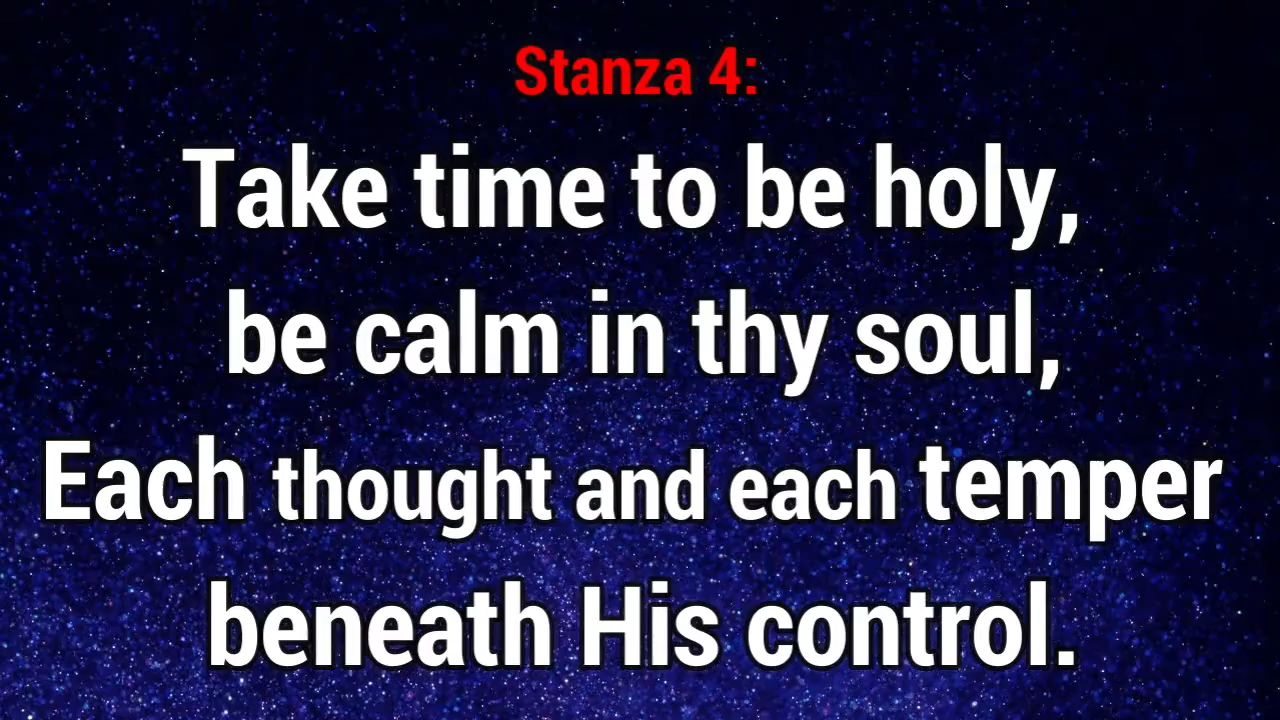 Stanza 4:
Take time to be holy,
be calm in thy soul,
Each thought and each temper
beneath His control.